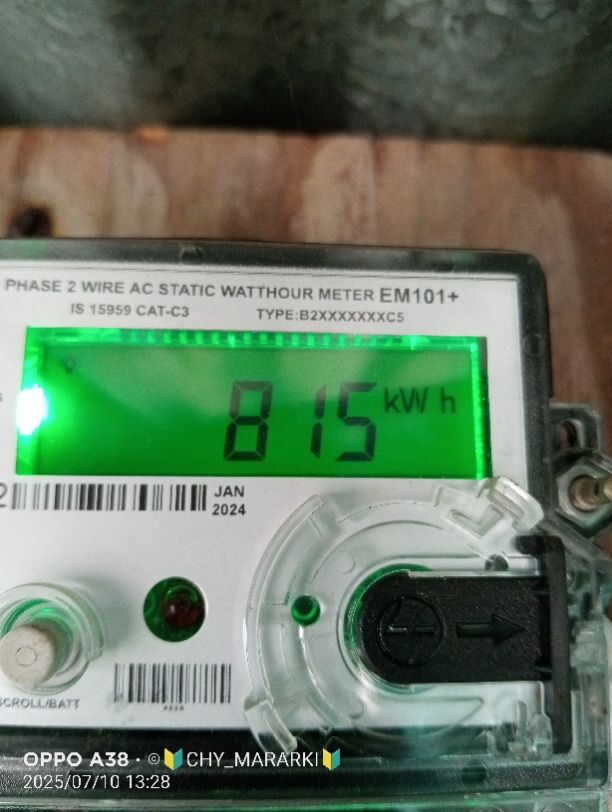 PHASE 2 WIRE AC STATIC WATTHOUR METER EM101+
IS 15959 CAT-C3 TYPE:B2XXXXXXXC5
815 kWh
2
JAN
2024
SCROLL/BATT
OPPO A38 · ©🔰CHY_MARARKI🔰
2025/07/10 13:28